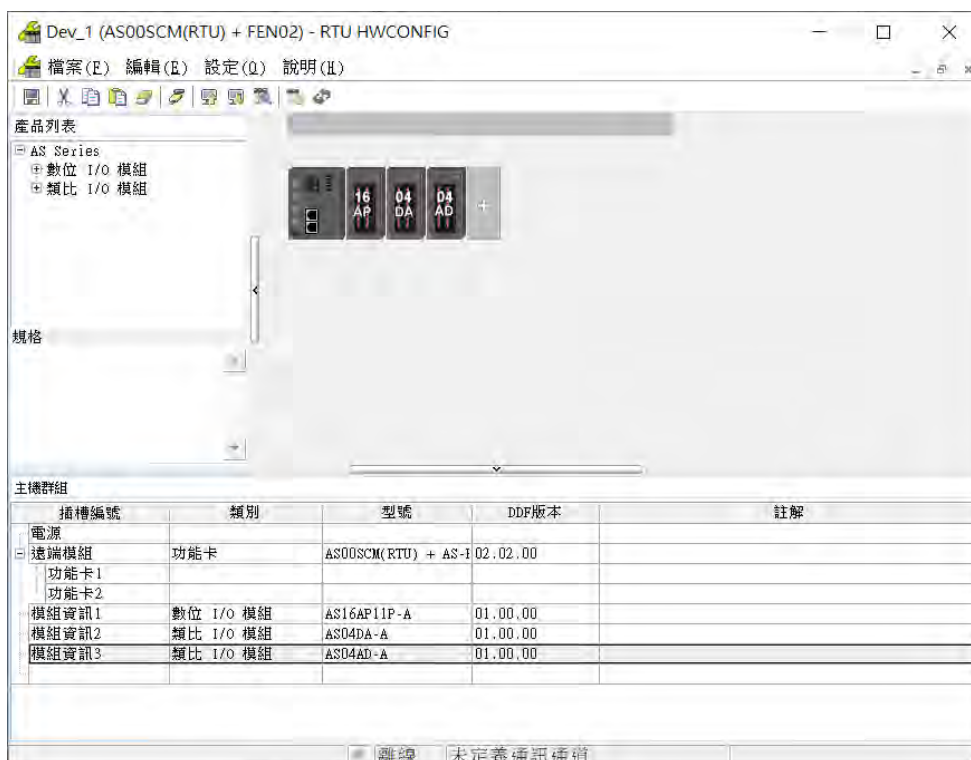 Dev_1 (AS00SCM(RTU) + FEN02) - RTU HWCONFIG
檔案(F) 編輯(E) 設定(O) 說明(H)
產品列表
AS Series
數位 I/O 模組
類比 I/O 模組
16 AP
04 DA
04 AD
+
規格
主機群組
插槽編號 類別 型號 DDF版本 註解
電源
遠端模組 功能卡 AS00SCM(RTU) + AS-F 02.02.00
功能卡1
功能卡2
模組資訊1 數位 I/O 模組 AS16AP11P-A 01.00.00
模組資訊2 類比 I/O 模組 AS04DA-A 01.00.00
模組資訊3 類比 I/O 模組 AS04AD-A 01.00.00
離線 未定義通訊通道